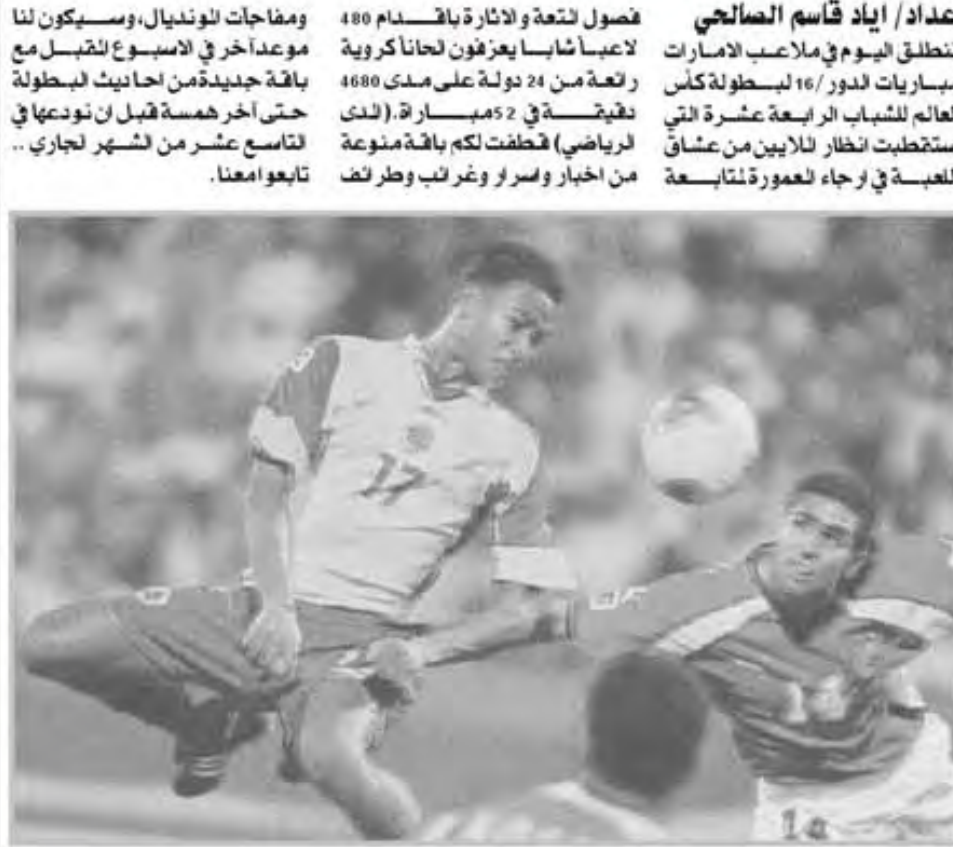 عداد/ اياد قاسم الصالحي
تنطلق اليوم في ملاعب الامارات
مباريات الدور /16 لبطولة كأس
لعالم للشباب الرابعة عشرة التي
ستقطبت انظار الملايين من عشاق
للعبة في ارجاء المعمورة لمتابعة
فصول المتعة والاثارة باقدام 480
لاعباً شابا يعزفون الحاناً كروية
رائعة من 24 دولة على مدى 4680
دقيقة في 52 مباراة. (المدى
الرياضي) قطفت لكم باقة منوعة
من اخبار واسرار وغرائب وطرائف
ومفاجآت المونديال، وسيكون لنا
موعد آخر في الاسبوع المقبل مع
باقة جديدة من احاديث البطولة
حتى آخر همسة قبل ان نودعها في
التاسع عشر من الشهر الجاري ..
تابعوا معنا.
17